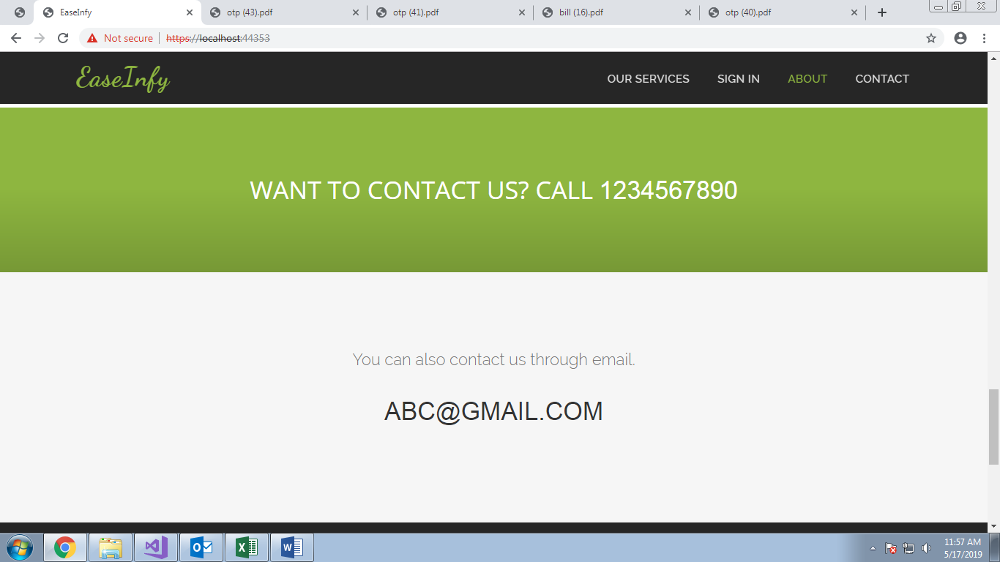 EaseInfy
otp (43).pdf
otp (41).pdf
bill (16).pdf
otp (40).pdf
Not secure
https://localhost:44353
EaseInfy
OUR SERVICES
SIGN IN
ABOUT
CONTACT
WANT TO CONTACT US? CALL 1234567890
You can also contact us through email.
ABC@GMAIL.COM
11:57 AM
5/17/2019